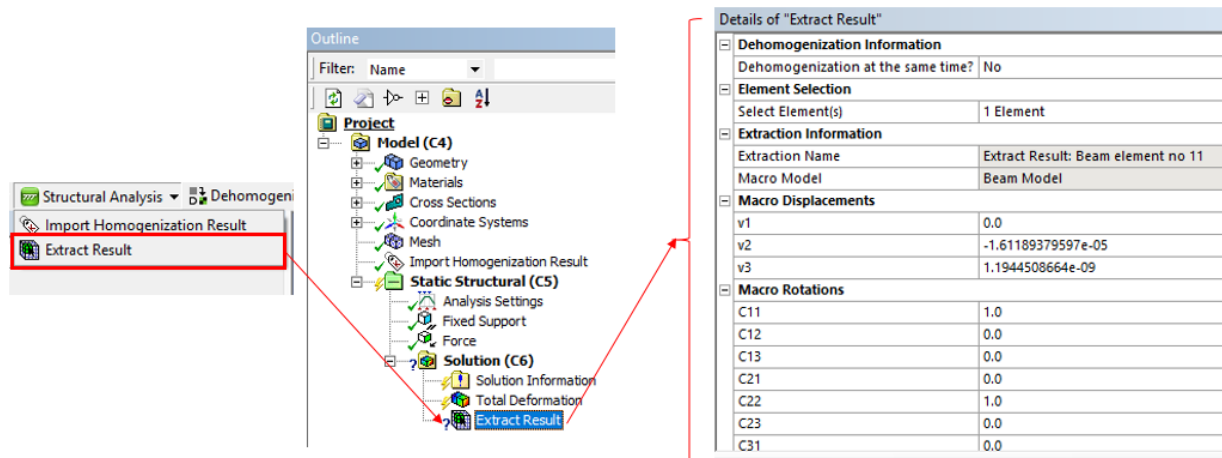 Structural Analysis
Dehomogeni
Import Homogenization Result
Extract Result
Outline
Filter: Name
Project
Model (C4)
Geometry
Materials
Cross Sections
Coordinate Systems
Mesh
Import Homogenization Result
Static Structural (C5)
Analysis Settings
Fixed Support
Force
Solution (C6)
Solution Information
Total Deformation
Extract Result
Details of "Extract Result"
Dehomogenization Information
Dehomogenization at the same time? No
Element Selection
Select Element(s) 1 Element
Extraction Information
Extraction Name Extract Result: Beam element no 11
Macro Model Beam Model
Macro Displacements
v1 0.0
v2 -1.61189379597e-05
v3 1.1944508664e-09
Macro Rotations
C11 1.0
C12 0.0
C13 0.0
C21 0.0
C22 1.0
C23 0.0
C31 0.0